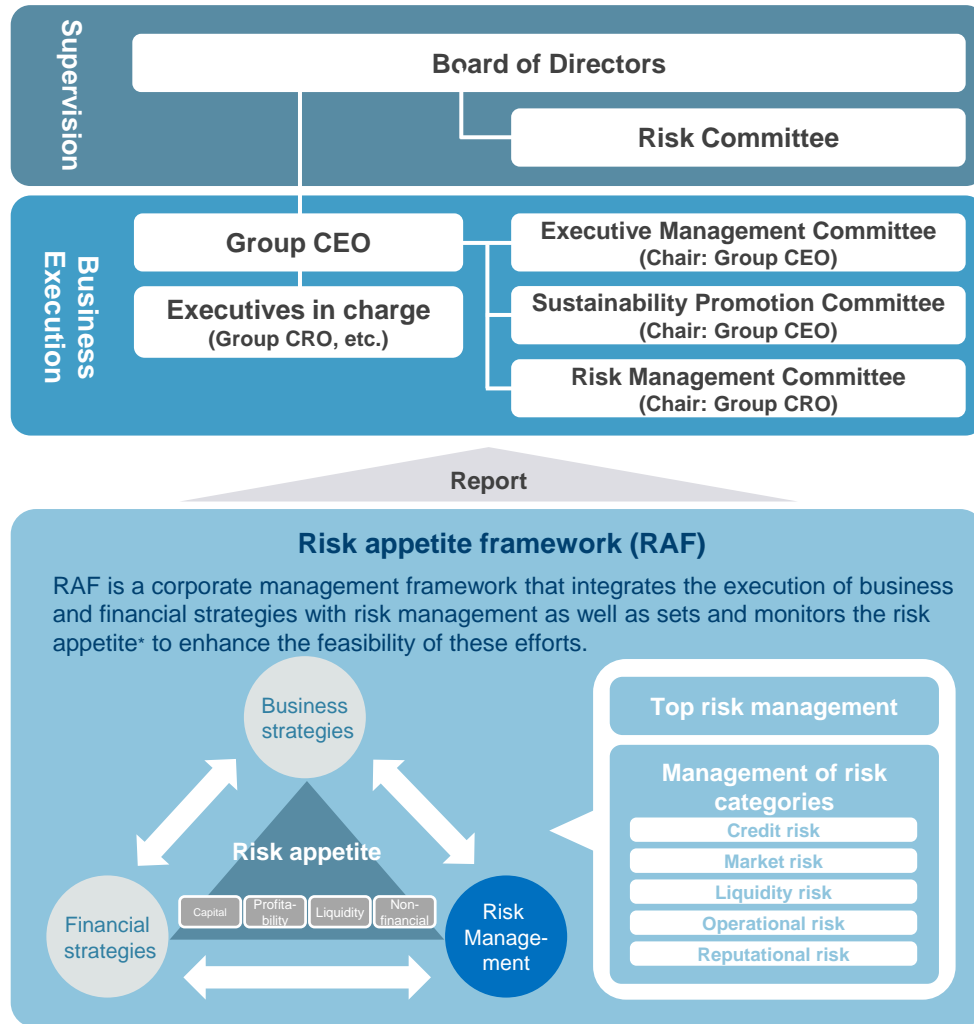 Supervision
Board of Directors
Risk Committee
Business
Execution
Group CEO
Executives in charge
(Group CRO, etc.)
Executive Management Committee
(Chair: Group CEO)
Sustainability Promotion Committee
(Chair: Group CEO)
Risk Management Committee
(Chair: Group CRO)
Report
Risk appetite framework (RAF)
RAF is a corporate management framework that integrates the execution of business
and financial strategies with risk management as well as sets and monitors the risk
appetite* to enhance the feasibility of these efforts.
Business
strategies
Risk appetite
Capital
Profita-
bility
Liquidity
Non-
financial
Financial
strategies
Risk
Manage-
ment
Top risk management
Management of risk
categories
Credit risk
Market risk
Liquidity risk
Operational risk
Reputational risk